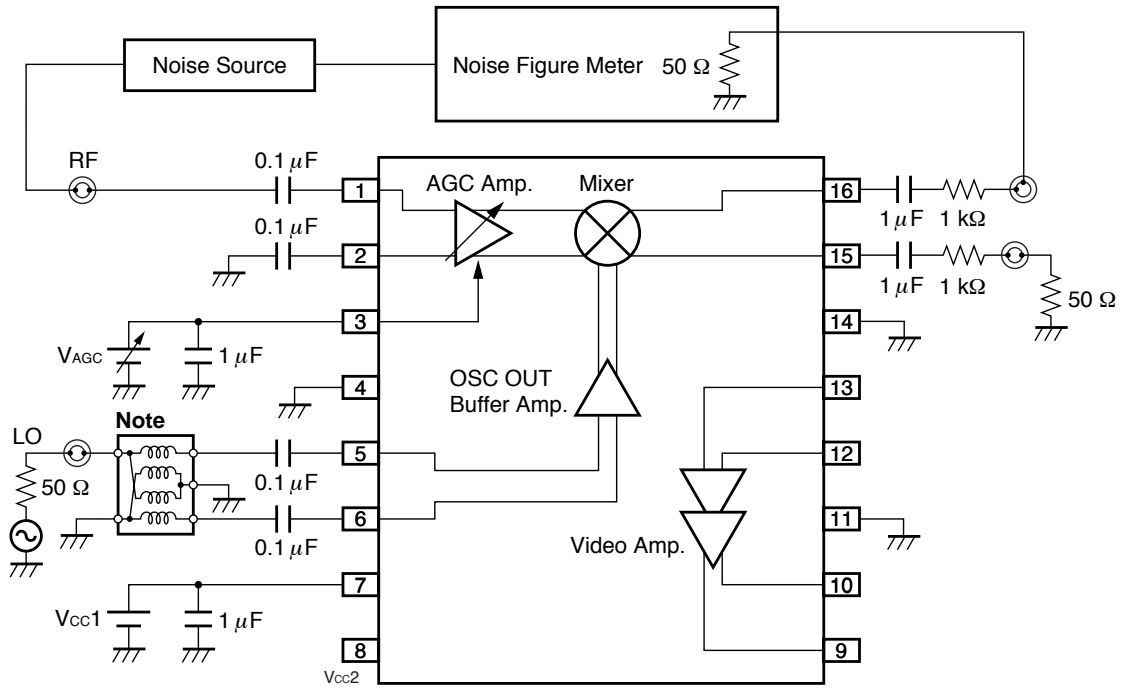 Noise Source
Noise Figure Meter
50 Ω
RF
0.1 μF
1
AGC Amp.
Mixer
16
1 μF
1 kΩ
0.1 μF
2
15
1 μF
1 kΩ
50 Ω
3
VAGC
1 μF
14
4
OSC OUT
Buffer Amp.
13
Note
LO
50 Ω
5
0.1 μF
12
6
0.1 μF
11
Video Amp.
7
VCC1
1 μF
10
8
VCC2
9